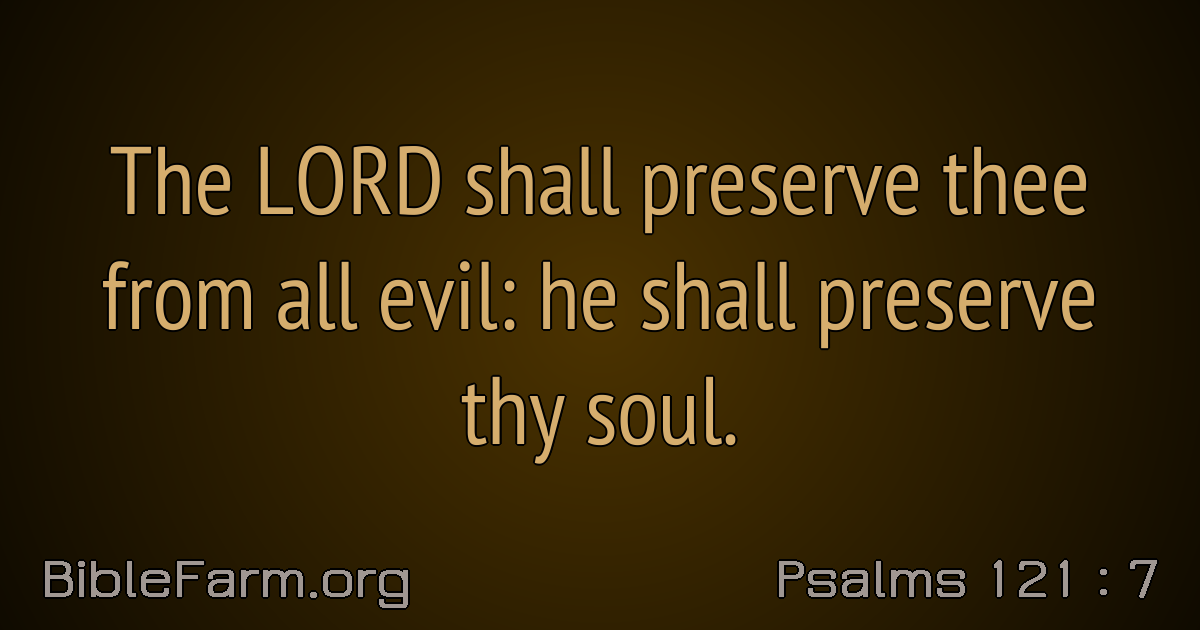 The LORD shall preserve thee
from all evil: he shall preserve
thy soul.
BibleFarm.org
Psalms 121 : 7